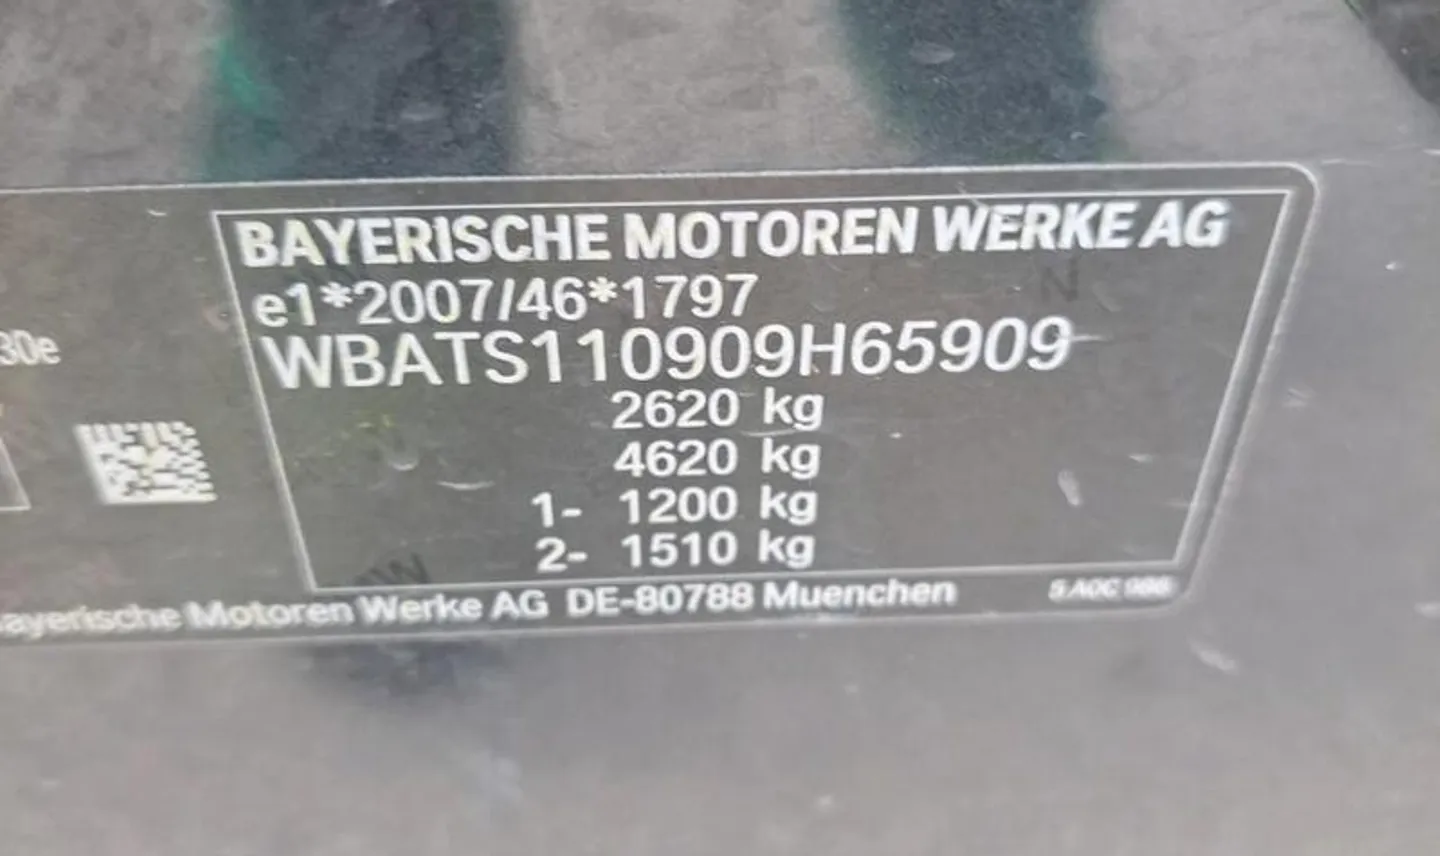 BAYERISCHE MOTOREN WERKE AG
e1*2007/46*1797
WBATS110909H65909
30e
2620 kg
4620 kg
1- 1200 kg
2- 1510 kg
ayerische Motoren Werke AG DE-80788 Muenchen